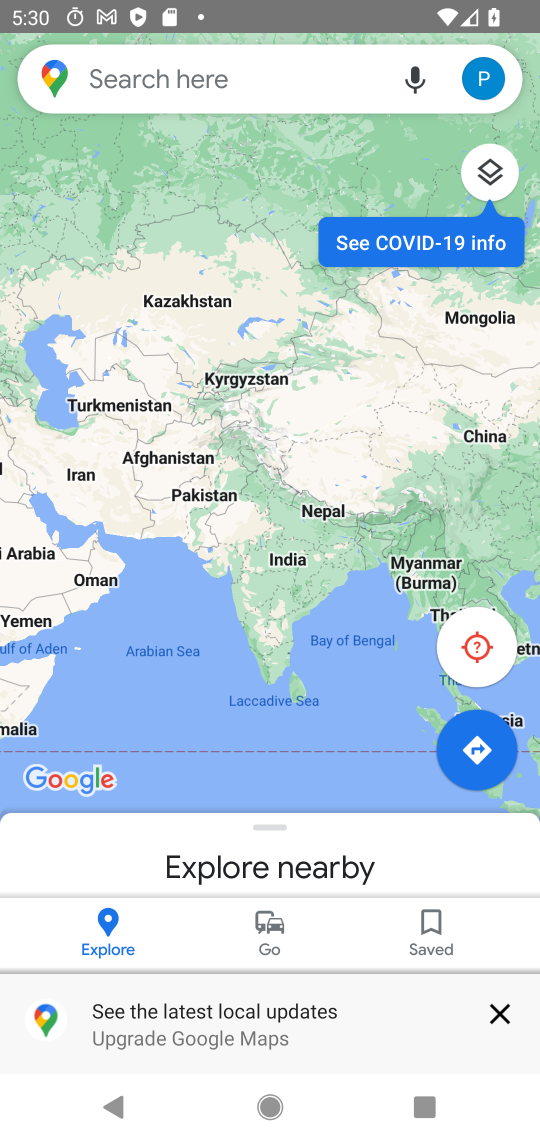 5:30
Search here
P
See COVID-19 info
Kazakhstan
Mongolia
Kyrgyzstan
Turkmenistan
China
Afghanistan
Iran
Pakistan
Nepal
i Arabia
India
Myanmar
(Burma)
Oman
Yemen
ulf of Aden
Arabian Sea
Bay of Bengal
Laccadive Sea
malia
Google
Explore nearby
Explore
Go
Saved
See the latest local updates
Upgrade Google Maps